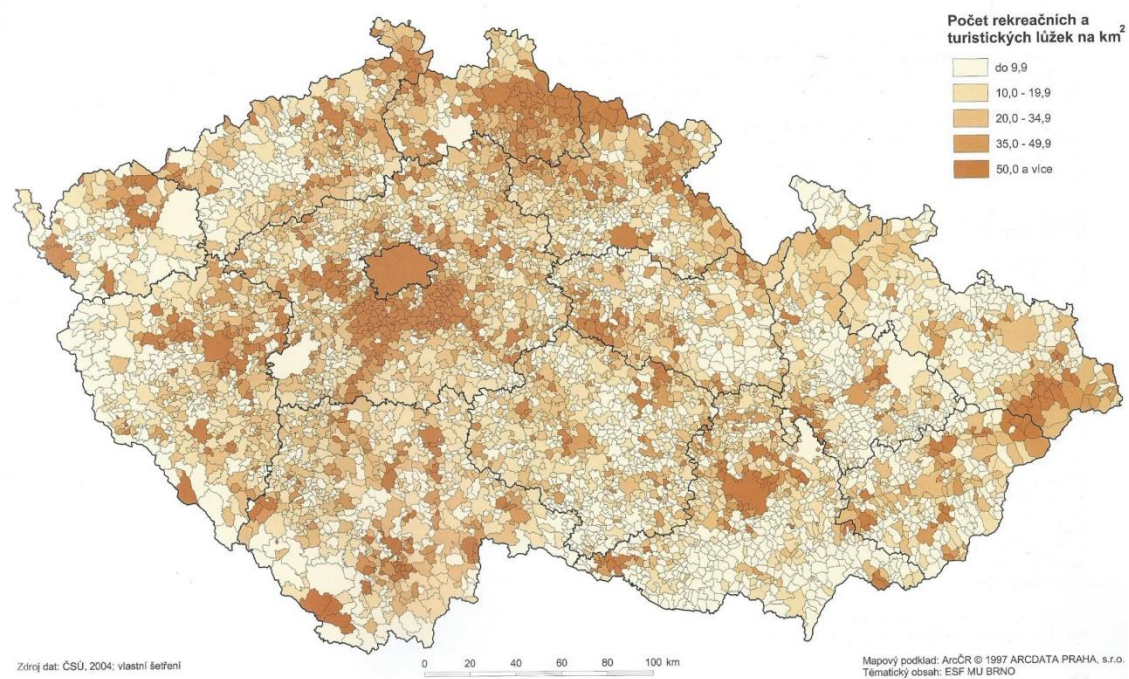 Počet rekreačních a
turistických lůžek na km²
do 9,9
10,0 - 19,9
20,0 - 34,9
35,0 - 49,9
50,0 a více
Zdroj dat: ČSÚ, 2004; vlastní šetření
0 20 40 60 80 100 km
Mapový podklad: ArcČR © 1997 ARCDATA PRAHA, s.r.o.
Tématický obsah: ESF MU BRNO